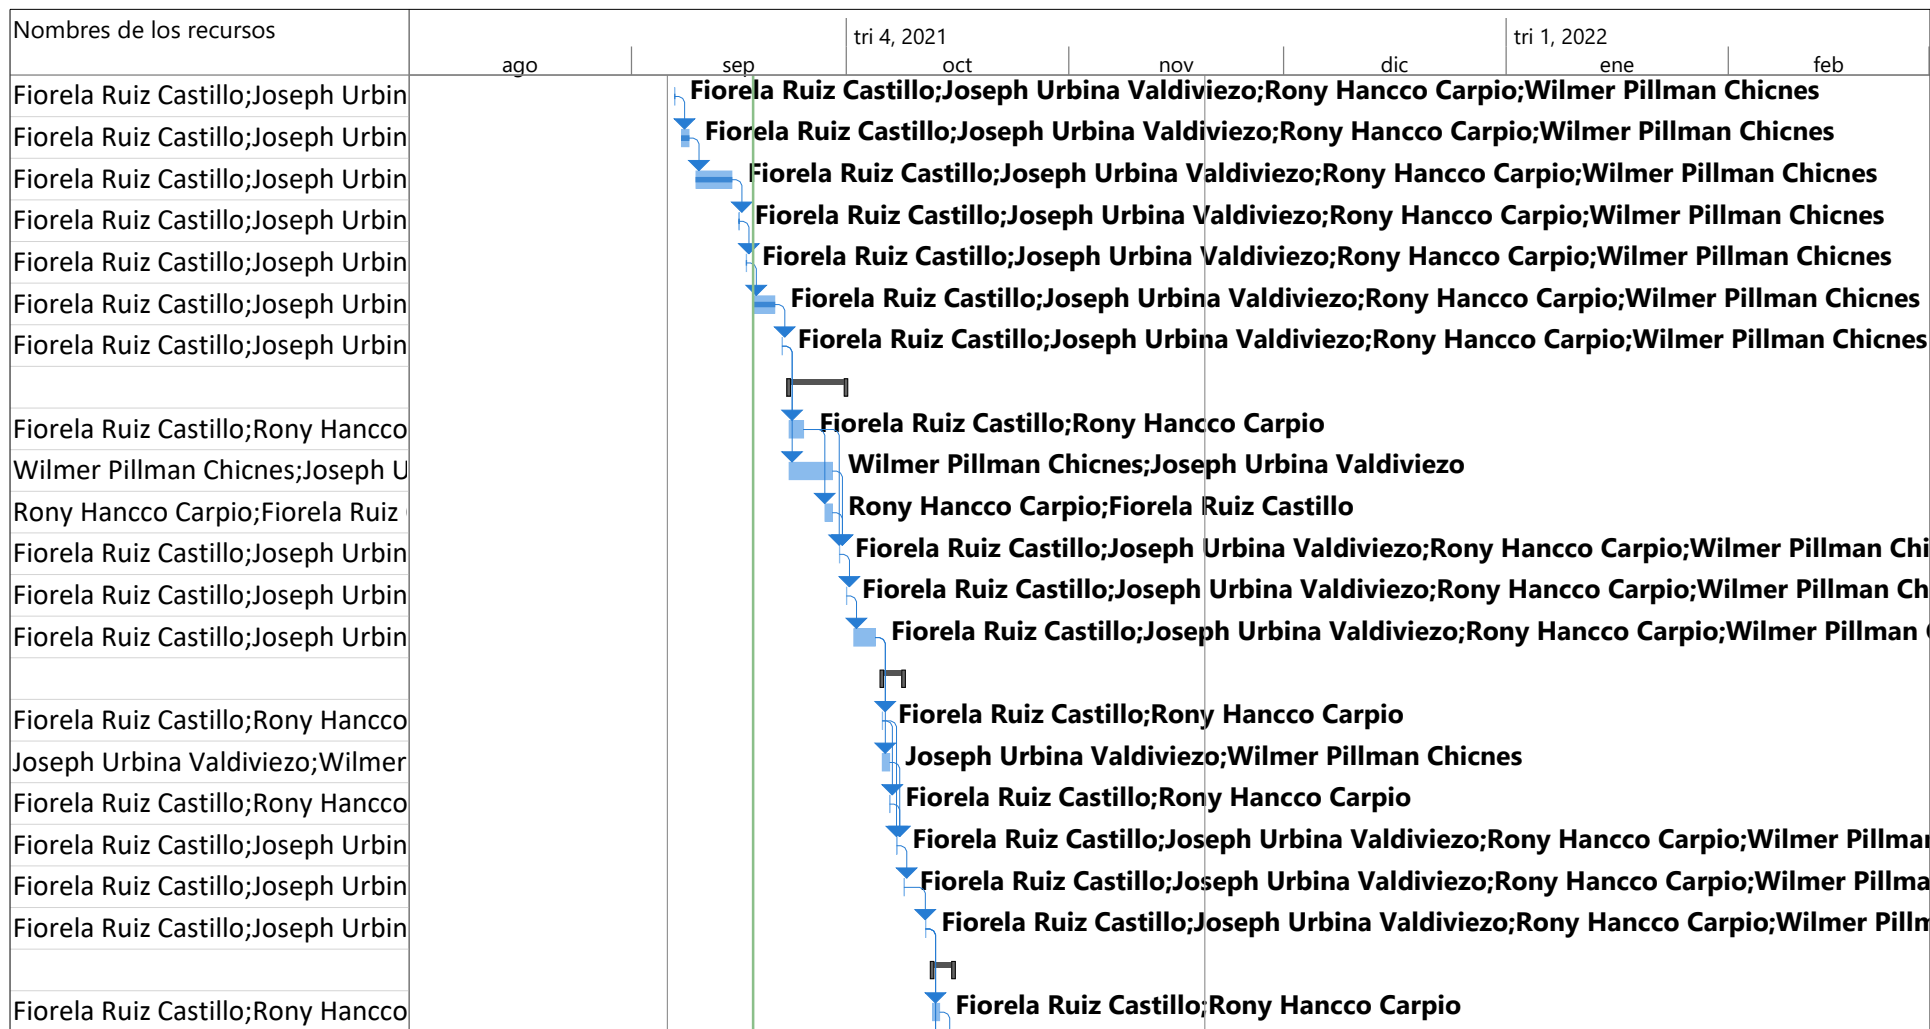 Nombres de los recursos
tri 4, 2021 tri 1, 2022
ago sep oct nov dic ene feb
Fiorela Ruiz Castillo;Joseph Urbin Fiorela Ruiz Castillo;Joseph Urbina Valdiviezo;Rony Hancco Carpio;Wilmer Pillman Chicnes
Fiorela Ruiz Castillo;Joseph Urbin Fiorela Ruiz Castillo;Joseph Urbina Valdiviezo;Rony Hancco Carpio;Wilmer Pillman Chicnes
Fiorela Ruiz Castillo;Joseph Urbin Fiorela Ruiz Castillo;Joseph Urbina Valdiviezo;Rony Hancco Carpio;Wilmer Pillman Chicnes
Fiorela Ruiz Castillo;Joseph Urbin Fiorela Ruiz Castillo;Joseph Urbina Valdiviezo;Rony Hancco Carpio;Wilmer Pillman Chicnes
Fiorela Ruiz Castillo;Joseph Urbin Fiorela Ruiz Castillo;Joseph Urbina Valdiviezo;Rony Hancco Carpio;Wilmer Pillman Chicnes
Fiorela Ruiz Castillo;Joseph Urbin Fiorela Ruiz Castillo;Joseph Urbina Valdiviezo;Rony Hancco Carpio;Wilmer Pillman Chicnes
Fiorela Ruiz Castillo;Joseph Urbin Fiorela Ruiz Castillo;Joseph Urbina Valdiviezo;Rony Hancco Carpio;Wilmer Pillman Chicnes
Fiorela Ruiz Castillo;Rony Hancco Fiorela Ruiz Castillo;Rony Hancco Carpio
Wilmer Pillman Chicnes;Joseph U Wilmer Pillman Chicnes;Joseph Urbina Valdiviezo
Rony Hancco Carpio;Fiorela Ruiz Rony Hancco Carpio;Fiorela Ruiz Castillo
Fiorela Ruiz Castillo;Joseph Urbin Fiorela Ruiz Castillo;Joseph Urbina Valdiviezo;Rony Hancco Carpio;Wilmer Pillman Chi
Fiorela Ruiz Castillo;Joseph Urbin Fiorela Ruiz Castillo;Joseph Urbina Valdiviezo;Rony Hancco Carpio;Wilmer Pillman Ch
Fiorela Ruiz Castillo;Joseph Urbin Fiorela Ruiz Castillo;Joseph Urbina Valdiviezo;Rony Hancco Carpio;Wilmer Pillman
Fiorela Ruiz Castillo;Rony Hancco Fiorela Ruiz Castillo;Rony Hancco Carpio
Joseph Urbina Valdiviezo;Wilmer Joseph Urbina Valdiviezo;Wilmer Pillman Chicnes
Fiorela Ruiz Castillo;Rony Hancco Fiorela Ruiz Castillo;Rony Hancco Carpio
Fiorela Ruiz Castillo;Joseph Urbin Fiorela Ruiz Castillo;Joseph Urbina Valdiviezo;Rony Hancco Carpio;Wilmer Pillman
Fiorela Ruiz Castillo;Joseph Urbin Fiorela Ruiz Castillo;Joseph Urbina Valdiviezo;Rony Hancco Carpio;Wilmer Pillma
Fiorela Ruiz Castillo;Joseph Urbin Fiorela Ruiz Castillo;Joseph Urbina Valdiviezo;Rony Hancco Carpio;Wilmer Pillm
Fiorela Ruiz Castillo;Rony Hancco Fiorela Ruiz Castillo;Rony Hancco Carpio